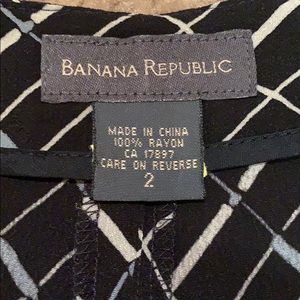 BANANA REPUBLIC
MADE IN CHINA
100% RAYON
CA 17897
CARE ON REVERSE
2